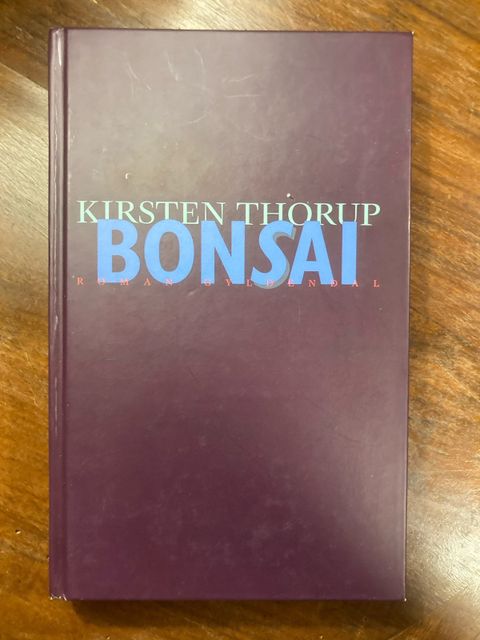 KIRSTEN THORUP
BONSAI
ROMAN GYLDENDAL